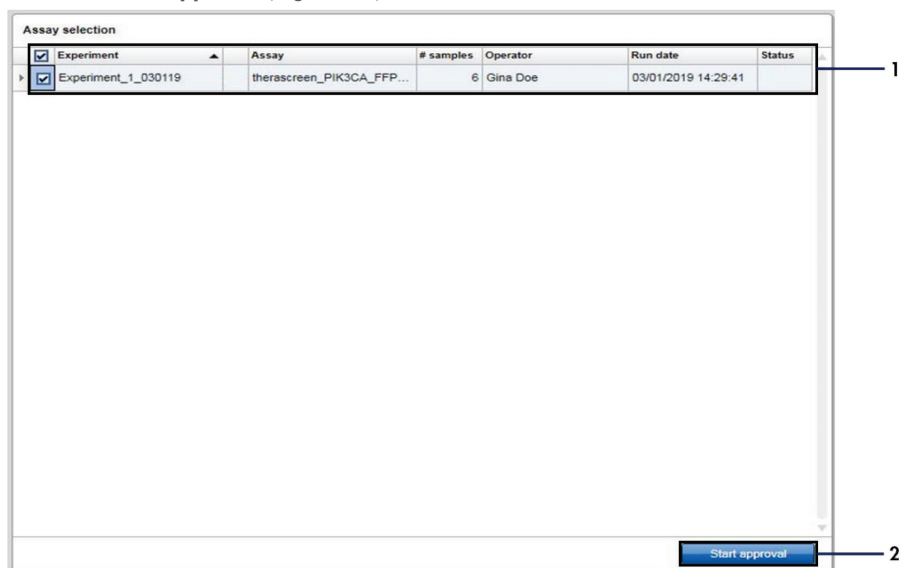 Assay selection
Experiment Assay # samples Operator Run date Status
Experiment_1_030119 therascreen_PIK3CA_FFP... 6 Gina Doe 03/01/2019 14:29:41
1
Start approval
2